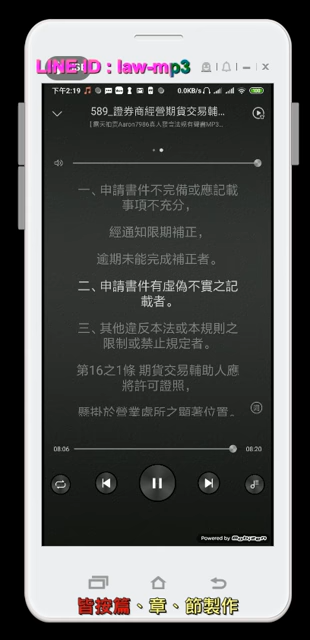 LINE ID：law-mp3
下午2:19
0.0KB/s
589_證券商經營期貨交易輔...
一、申請書件不完備或應記載
事項不充分，
經通知限期補正，
逾期未能完成補正者。
二、申請書件有虛偽不實之記
載者。
三、其他違反本法或本規則之
限制或禁止規定者。
第16之1條 期貨交易輔助人應
將許可證照，
懸掛於營業處所之顯著位置。
08:06
08:20
Powered by
皆按篇、章、節製作